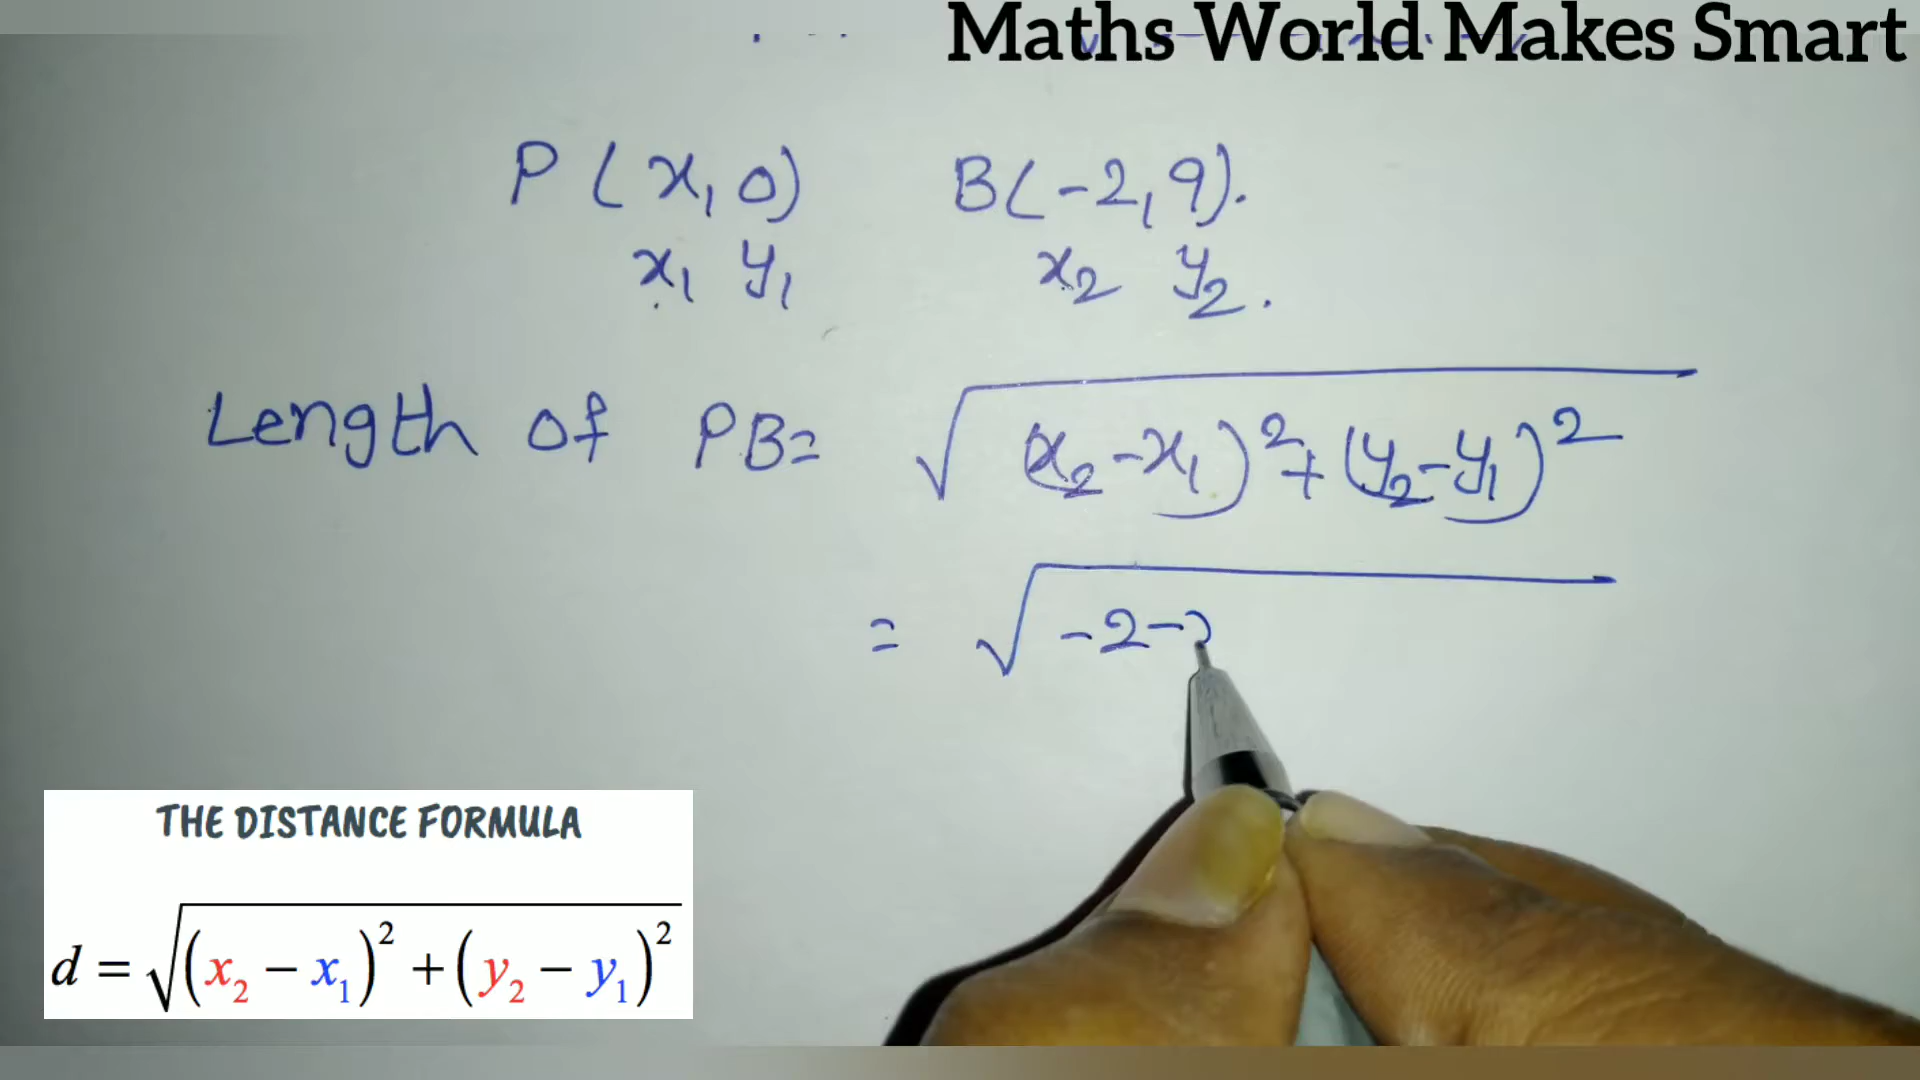 Maths World Makes Smart
P(x, 0) B(-2, 9).
x₁ y₁ x₂ y₂.
Length of PB = √((x₂-x₁)² + (y₂-y₁)²)
= √(-2-
THE DISTANCE FORMULA
d = √((x₂ - x₁)² + (y₂ - y₁)²)